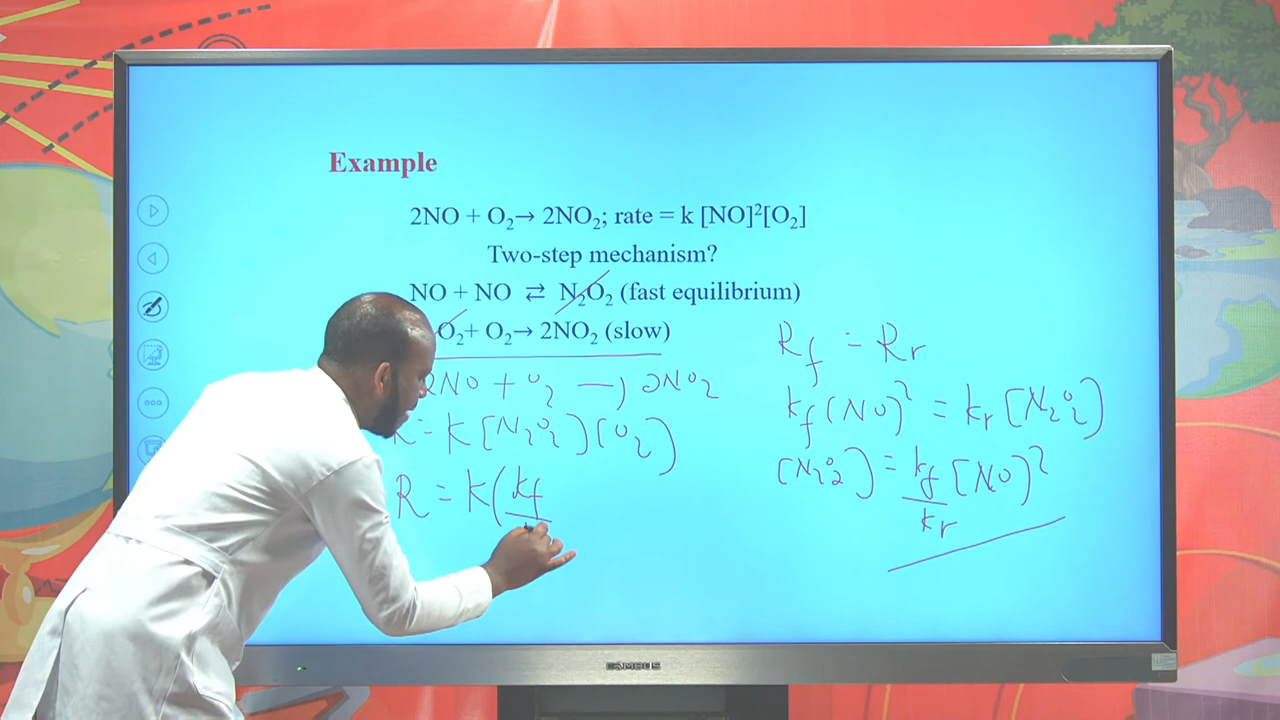 Example
2NO + O₂→ 2NO₂; rate = k [NO]²[O₂]
Two-step mechanism?
NO + NO ⇄ N₂O₂ (fast equilibrium)
O₂+ O₂→ 2NO₂ (slow)
2NO + O₂ → 2NO₂
R = K[N₂O₂][O₂]
R = K(kf/
Rf = Rr
kf[NO]² = kr[N₂O₂]
[N₂O₂] = kf/kr [NO]²